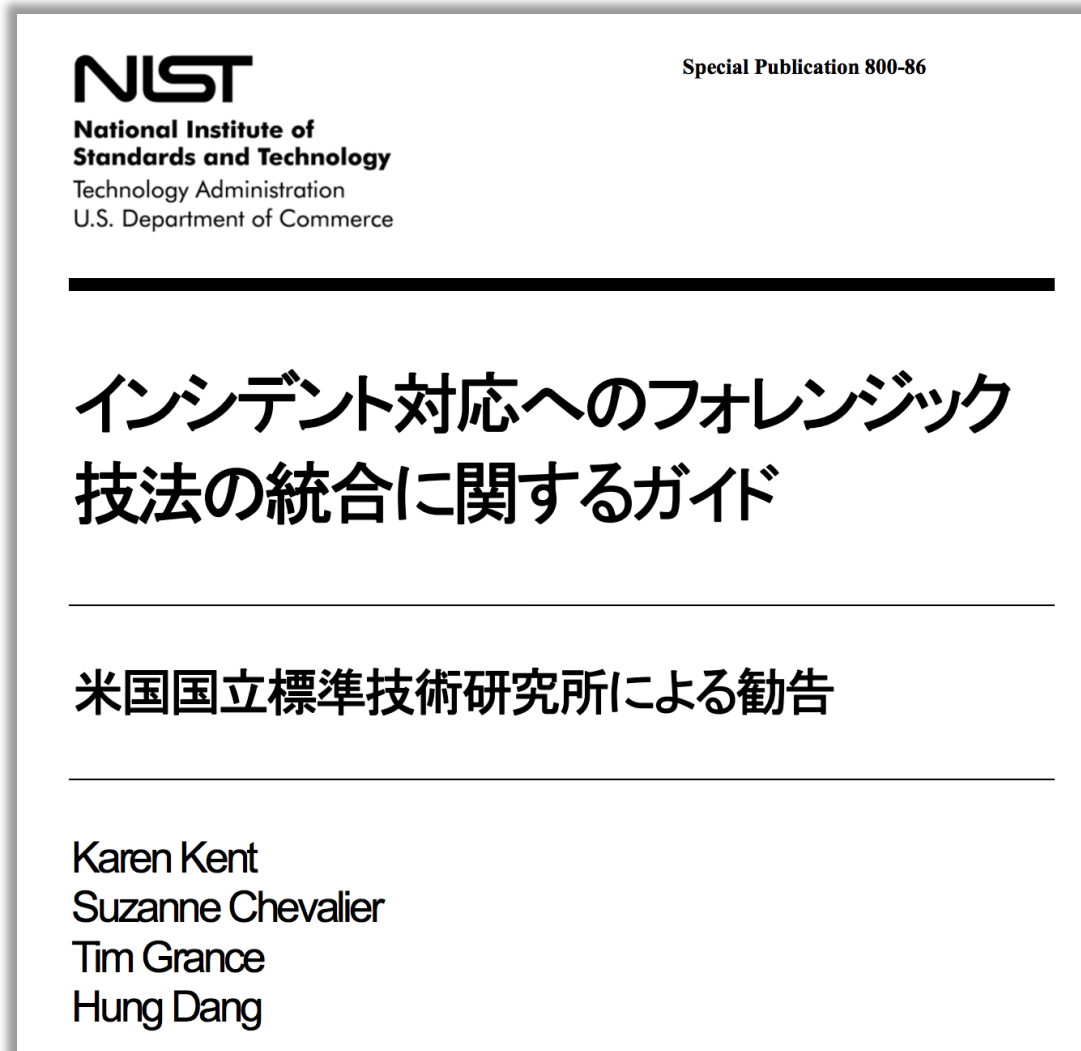 NIST
Special Publication 800-86
National Institute of
Standards and Technology
Technology Administration
U.S. Department of Commerce
インシデント対応へのフォレンジック
技法の統合に関するガイド
米国国立標準技術研究所による勧告
Karen Kent
Suzanne Chevalier
Tim Grance
Hung Dang